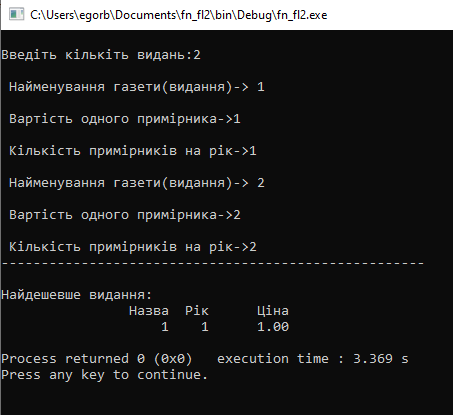 C:\Users\egorb\Documents\fn_fl2\bin\Debug\fn_fl2.exe
Введіть кількіть видань:2
Найменування газети(видання)-> 1
Вартість одного примірника->1
Кількість примірників на рік->1
Найменування газети(видання)-> 2
Вартість одного примірника->2
Кількість примірників на рік->2
-----------------------------------------------------
Найдешевше видання:
Назва Рік Ціна
1 1 1.00
Process returned 0 (0x0) execution time : 3.369 s
Press any key to continue.